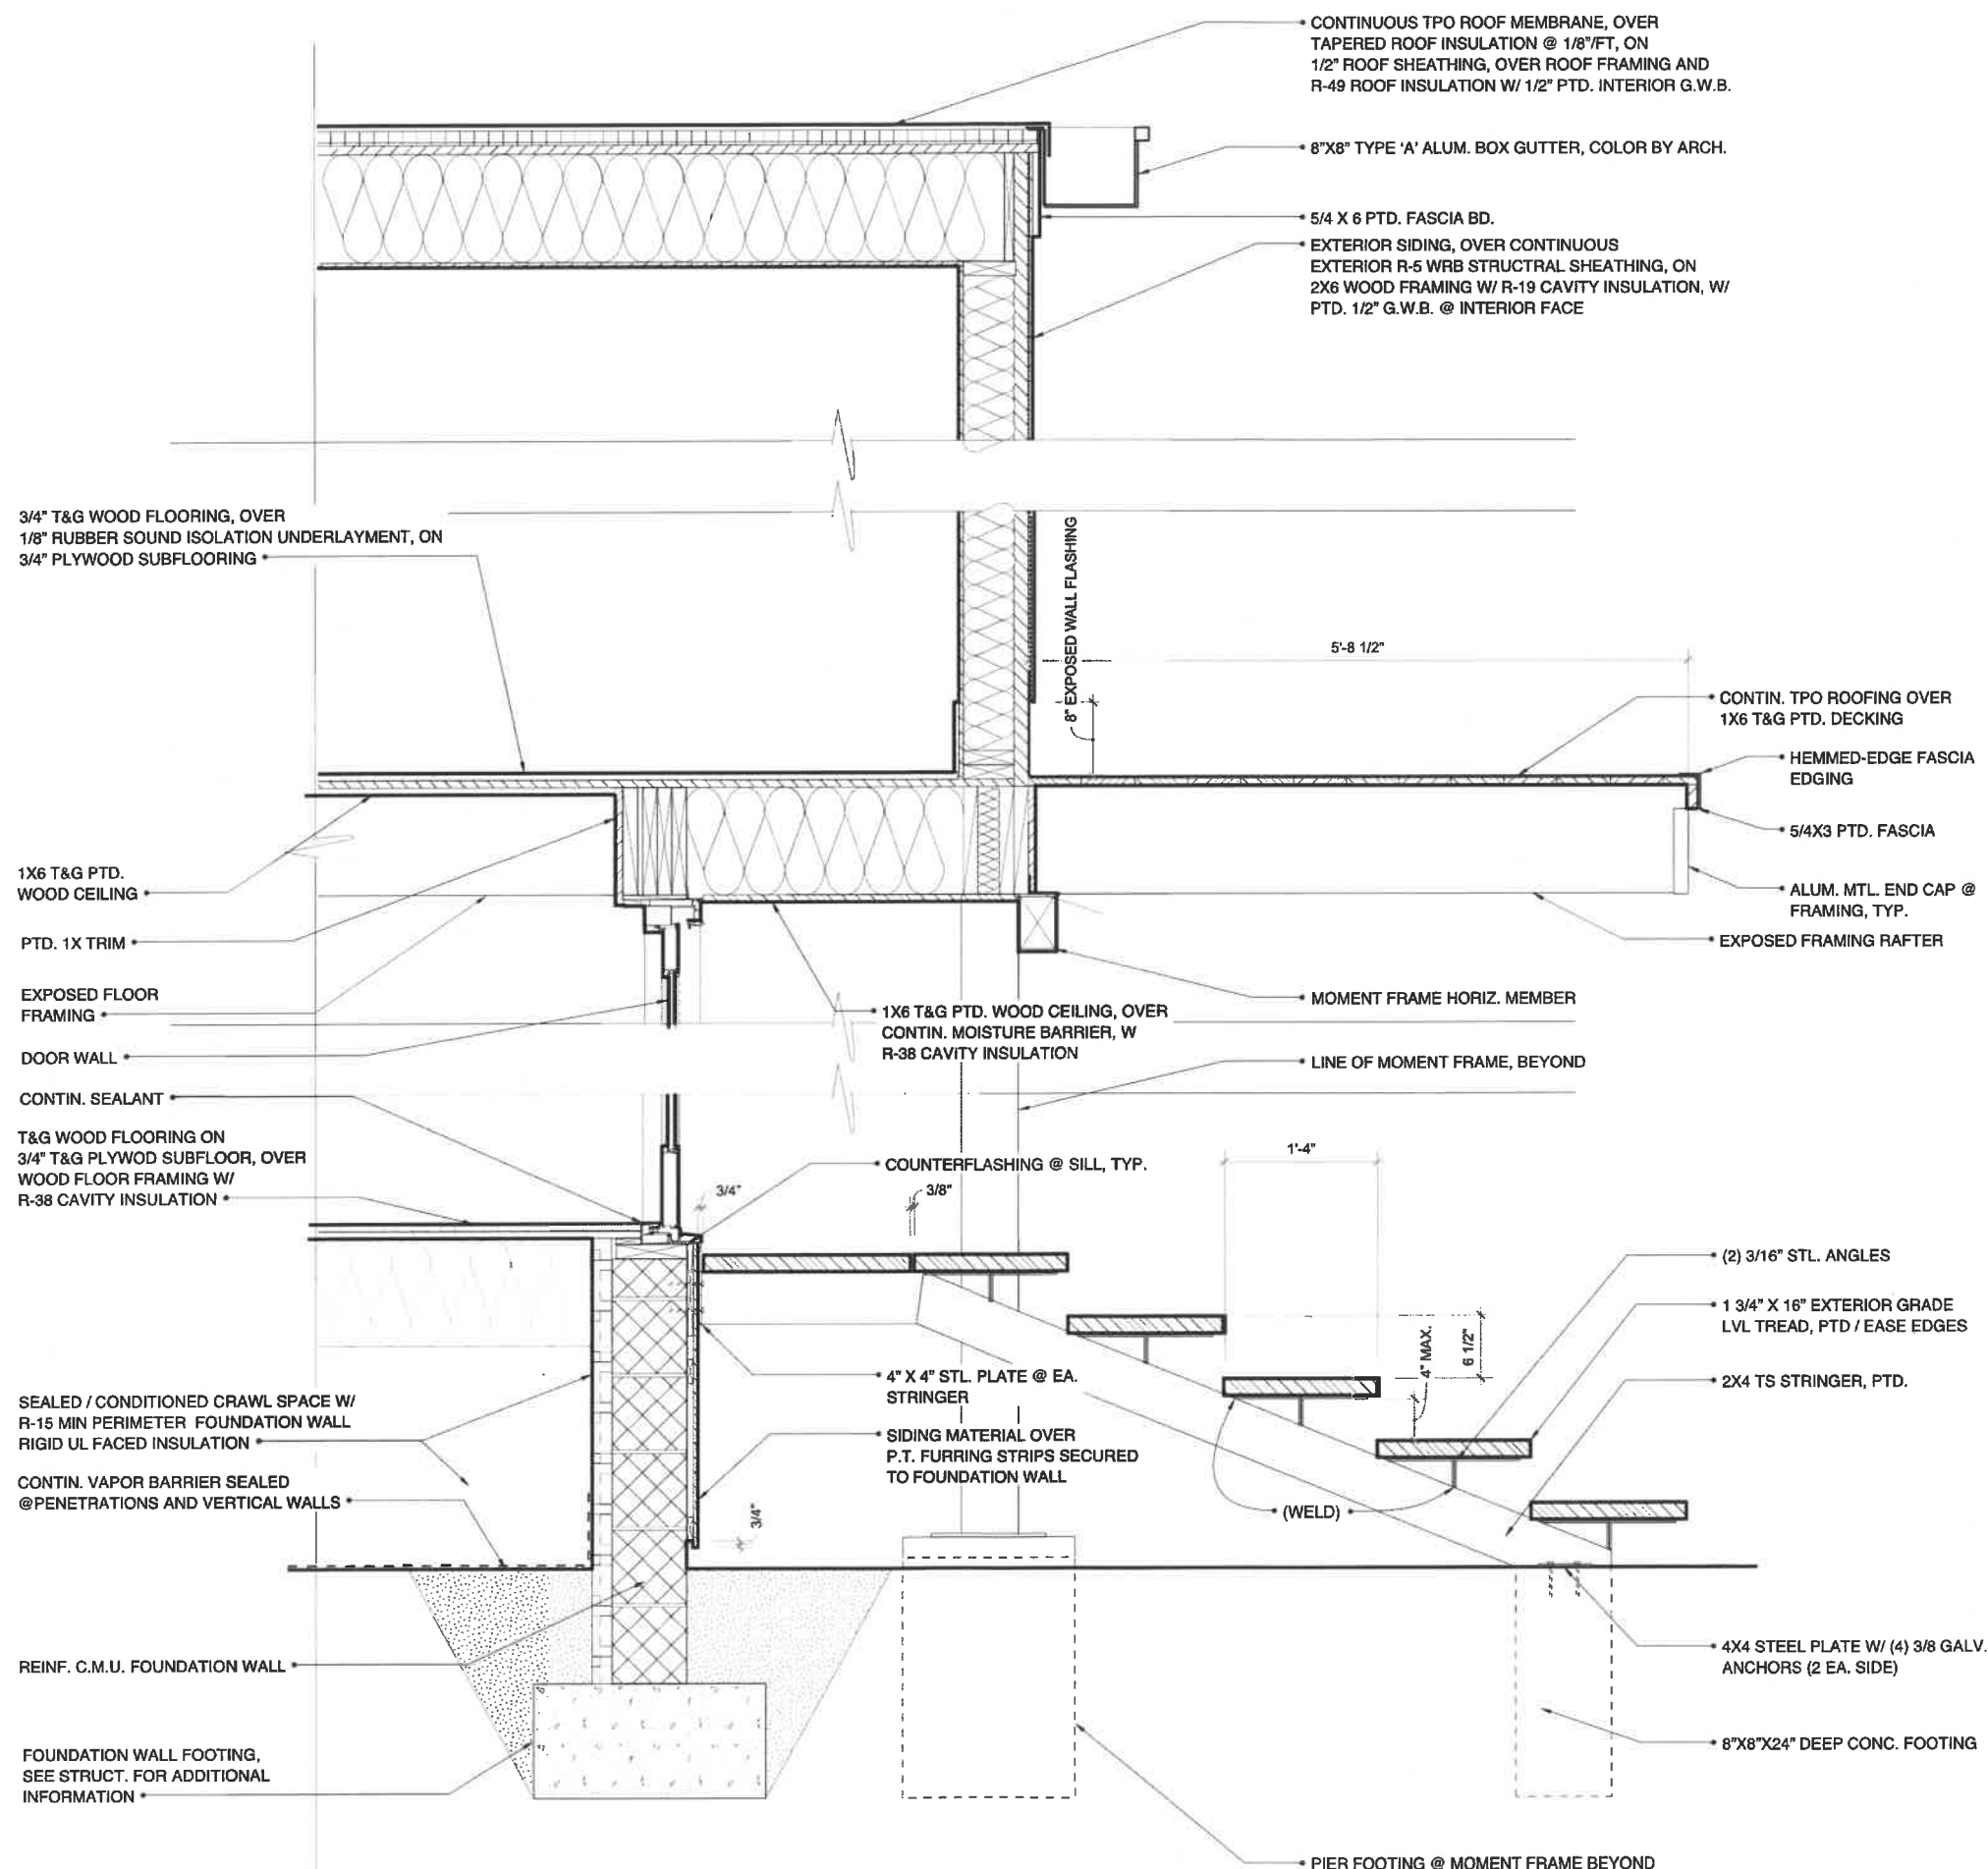 CONTINUOUS TPO ROOF MEMBRANE, OVER
TAPERED ROOF INSULATION @ 1/8"/FT, ON
1/2" ROOF SHEATHING, OVER ROOF FRAMING AND
R-49 ROOF INSULATION W/ 1/2" PTD. INTERIOR G.W.B.
8"X8" TYPE 'A' ALUM. BOX GUTTER, COLOR BY ARCH.
5/4 X 6 PTD. FASCIA BD.
EXTERIOR SIDING, OVER CONTINUOUS
EXTERIOR R-5 WRB STRUCTRAL SHEATHING, ON
2X6 WOOD FRAMING W/ R-19 CAVITY INSULATION, W/
PTD. 1/2" G.W.B. @ INTERIOR FACE
3/4" T&G WOOD FLOORING, OVER
1/8" RUBBER SOUND ISOLATION UNDERLAYMENT, ON
3/4" PLYWOOD SUBFLOORING
8" EXPOSED WALL FLASHING
5'-8 1/2"
CONTIN. TPO ROOFING OVER
1X6 T&G PTD. DECKING
HEMMED-EDGE FASCIA
EDGING
5/4X3 PTD. FASCIA
ALUM. MTL. END CAP @
FRAMING, TYP.
EXPOSED FRAMING RAFTER
1X6 T&G PTD.
WOOD CEILING
PTD. 1X TRIM
EXPOSED FLOOR
FRAMING
DOOR WALL
CONTIN. SEALANT
T&G WOOD FLOORING ON
3/4" T&G PLYWOD SUBFLOOR, OVER
WOOD FLOOR FRAMING W/
R-38 CAVITY INSULATION
MOMENT FRAME HORIZ. MEMBER
1X6 T&G PTD. WOOD CEILING, OVER
CONTIN. MOISTURE BARRIER, W
R-38 CAVITY INSULATION
LINE OF MOMENT FRAME, BEYOND
1'-4"
COUNTERFLASHING @ SILL, TYP.
3/4"
3/8"
(2) 3/16" STL. ANGLES
1 3/4" X 16" EXTERIOR GRADE
LVL TREAD, PTD / EASE EDGES
4" MAX.
6 1/2"
2X4 TS STRINGER, PTD.
4" X 4" STL. PLATE @ EA.
STRINGER
SIDING MATERIAL OVER
P.T. FURRING STRIPS SECURED
TO FOUNDATION WALL
SEALED / CONDITIONED CRAWL SPACE W/
R-15 MIN PERIMETER FOUNDATION WALL
RIGID UL FACED INSULATION
CONTIN. VAPOR BARRIER SEALED
@PENETRATIONS AND VERTICAL WALLS
3/4"
(WELD)
REINF. C.M.U. FOUNDATION WALL
4X4 STEEL PLATE W/ (4) 3/8 GALV.
ANCHORS (2 EA. SIDE)
8"X8"X24" DEEP CONC. FOOTING
FOUNDATION WALL FOOTING,
SEE STRUCT. FOR ADDITIONAL
INFORMATION
PIER FOOTING @ MOMENT FRAME BEYOND